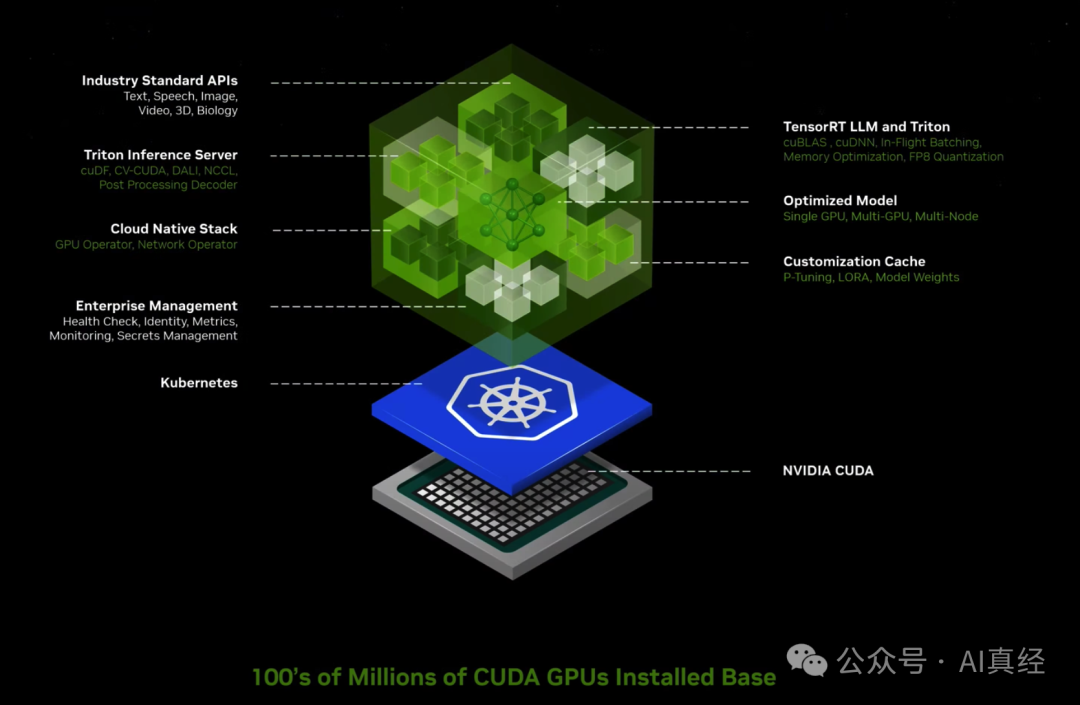 Industry Standard APIs
Text, Speech, Image,
Video, 3D, Biology
Triton Inference Server
cuDF, CV-CUDA, DALI, NCCL,
Post Processing Decoder
Cloud Native Stack
GPU Operator, Network Operator
Enterprise Management
Health Check, Identity, Metrics,
Monitoring, Secrets Management
Kubernetes
TensorRT LLM and Triton
cuBLAS , cuDNN, In-Flight Batching,
Memory Optimization, FP8 Quantization
Optimized Model
Single GPU, Multi-GPU, Multi-Node
Customization Cache
P-Tuning, LORA, Model Weights
NVIDIA CUDA
100's of Millions of CUDA GPUs Installed Base
公众号 · AI真经